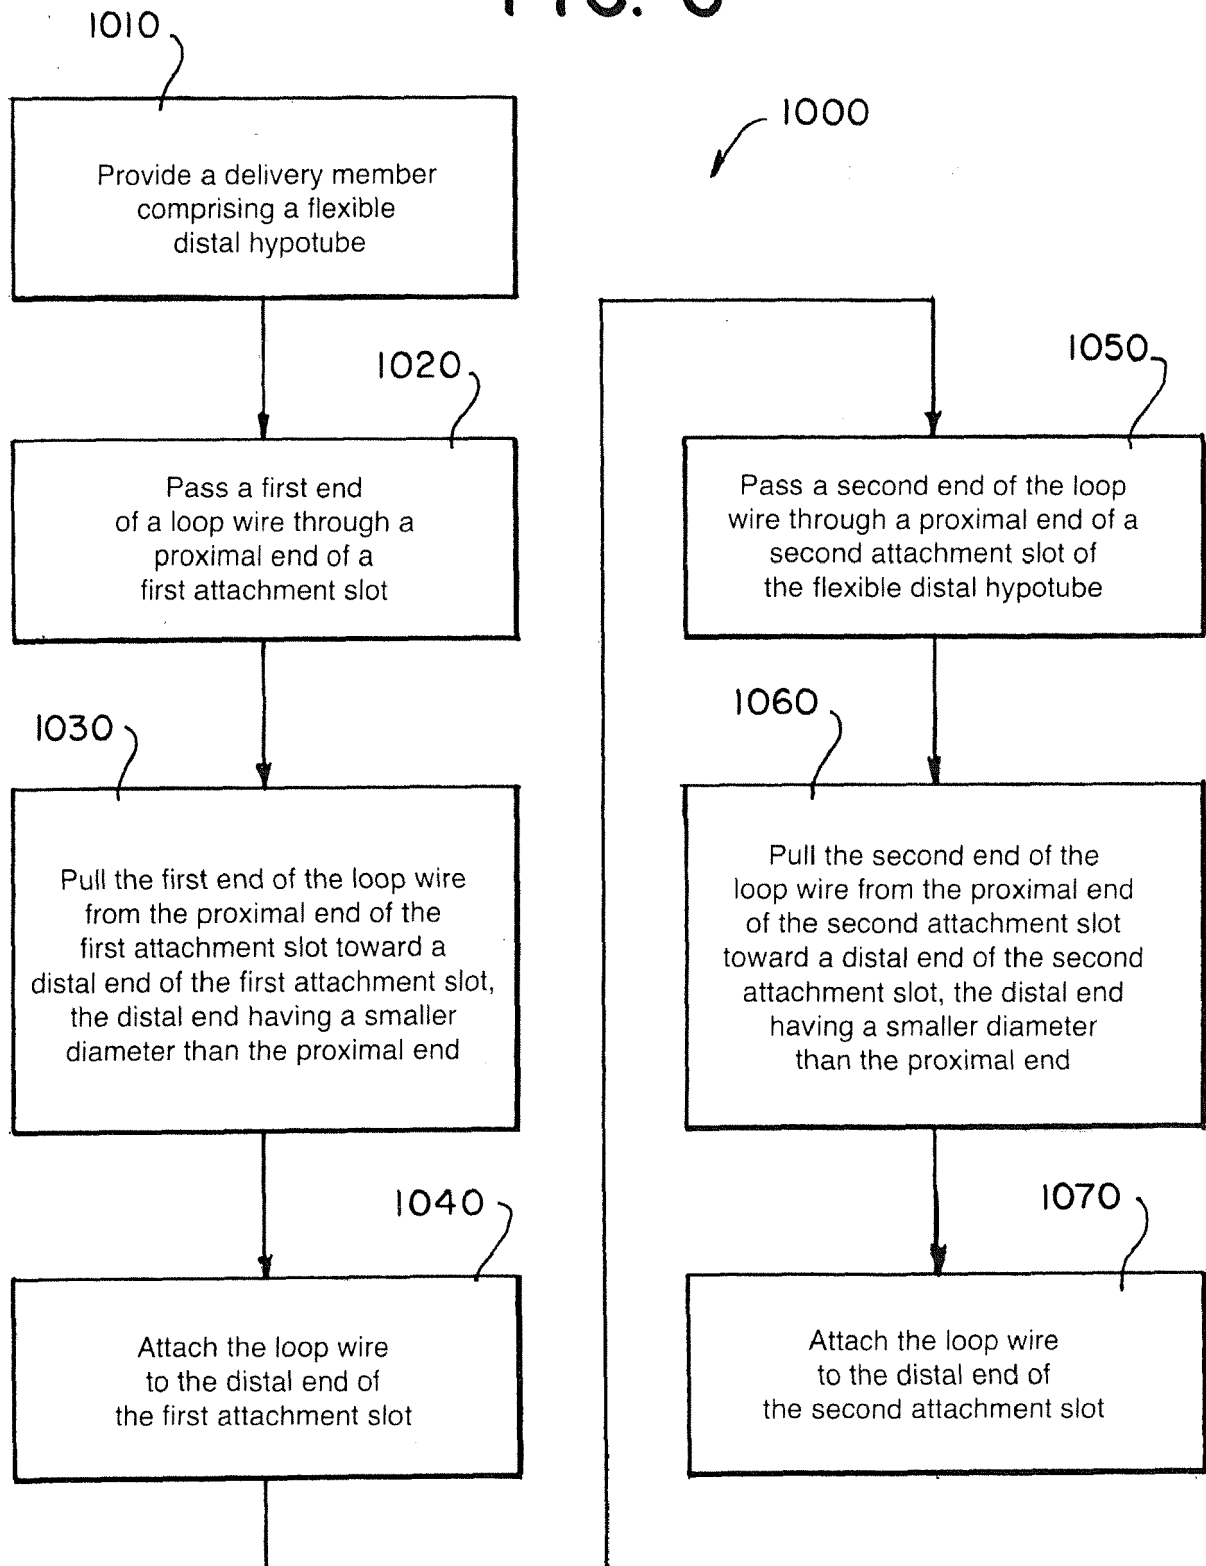 1010
Provide a delivery member
comprising a flexible
distal hypotube
1000
1020
Pass a first end
of a loop wire through a
proximal end of a
first attachment slot
1030
Pull the first end of the loop wire
from the proximal end of the
first attachment slot toward a
distal end of the first attachment slot,
the distal end having a smaller
diameter than the proximal end
1040
Attach the loop wire
to the distal end of
the first attachment slot
1050
Pass a second end of the loop
wire through a proximal end of a
second attachment slot of
the flexible distal hypotube
1060
Pull the second end of the
loop wire from the proximal end
of the second attachment slot
toward a distal end of the second
attachment slot, the distal end
having a smaller diameter
than the proximal end
1070
Attach the loop wire
to the distal end of
the second attachment slot